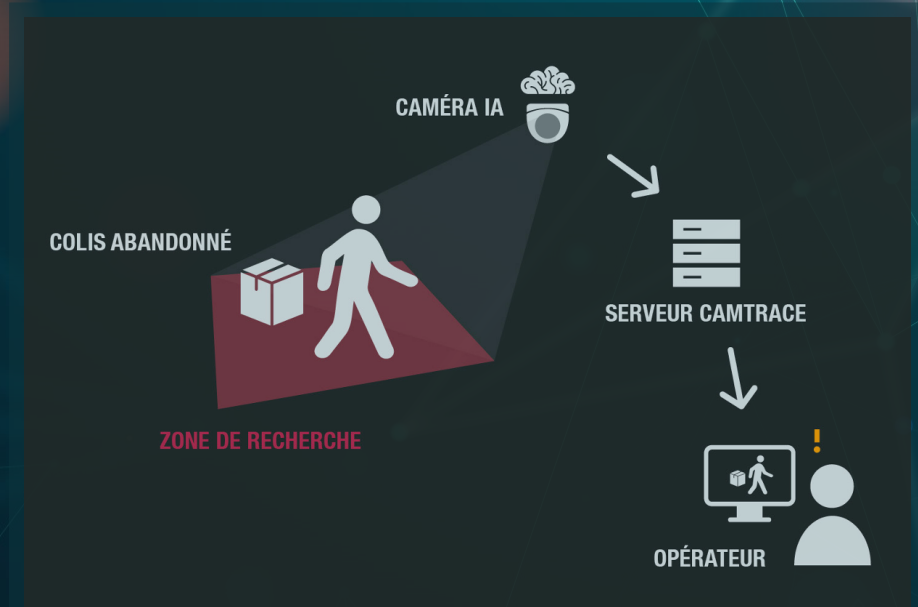 CAMÉRA IA
COLIS ABANDONNÉ
SERVEUR CAMTRACE
ZONE DE RECHERCHE
!
OPÉRATEUR